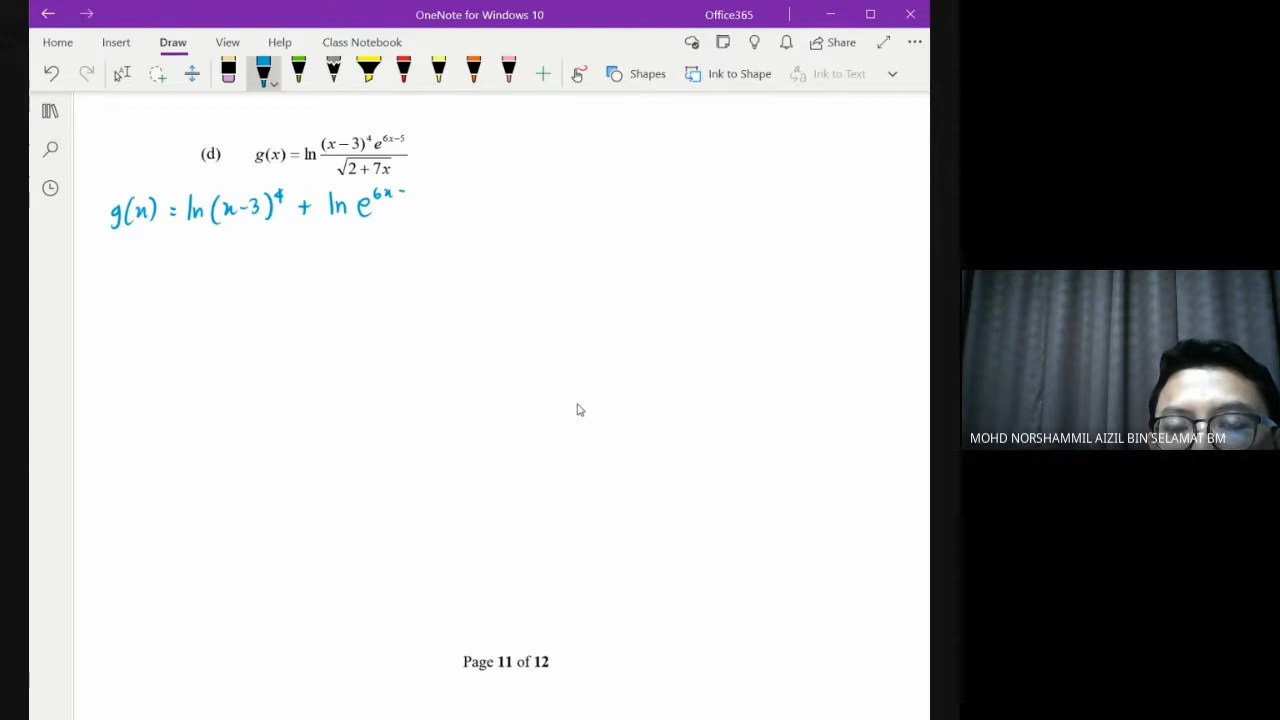 OneNote for Windows 10
Office365
Home Insert Draw View Help Class Notebook
Share
Shapes Ink to Shape Ink to Text
(d) g(x) = ln (x − 3)⁴ e^{6x−5} / √(2 + 7x)
g(x) = ln(x-3)⁴ + ln e^{6x -
MOHD NORSHAMMIL AIZIL BIN SELAMAT BM
Page 11 of 12